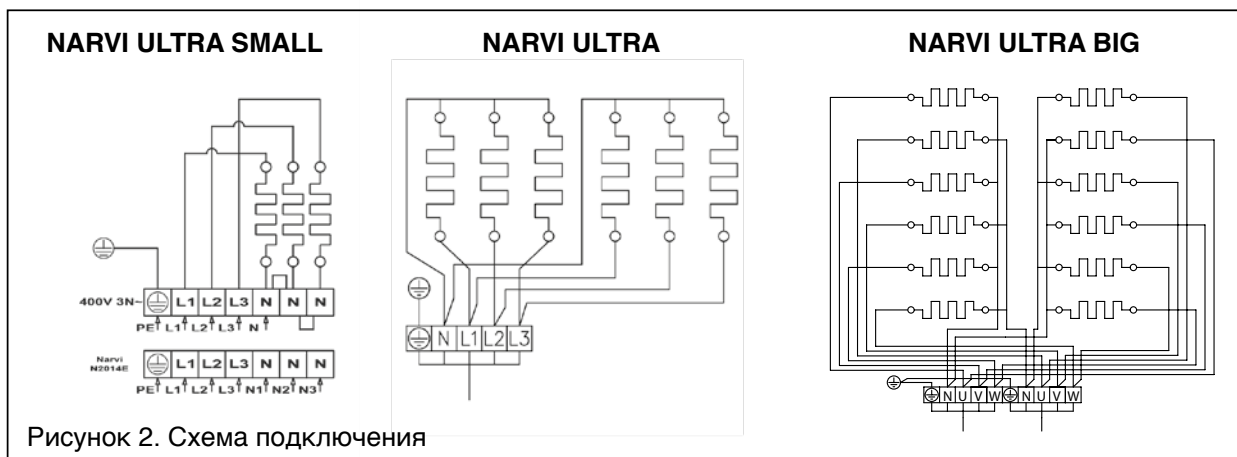 NARVI ULTRA SMALL
400V 3N~ L1 L2 L3 N N N
PE L1 L2 L3 N
Narvi
N2014E
L1 L2 L3 N N N
PE L1 L2 L3 N1 N2 N3
NARVI ULTRA
N L1 L2 L3
NARVI ULTRA BIG
N U V W N U V W
Рисунок 2. Схема подключения